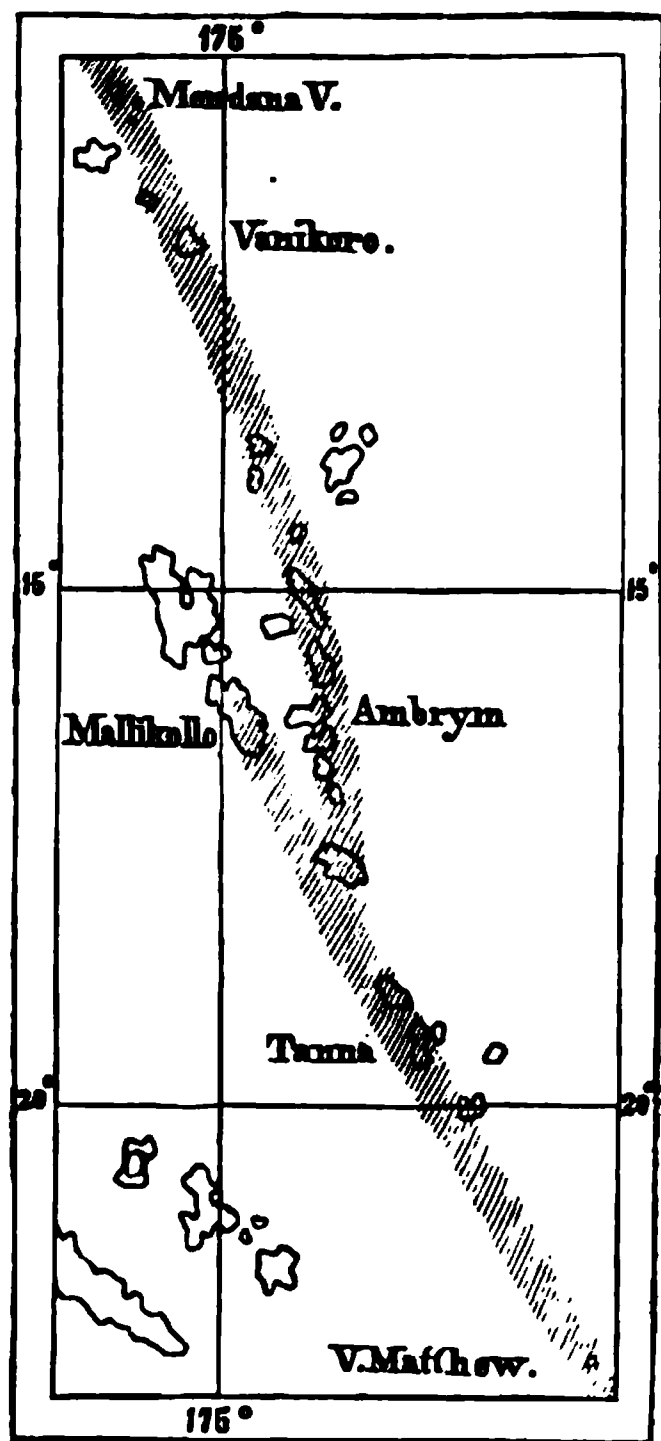 175°
Mendana V.
Vanikoro.
15° 15°
Ambrym
Mallikollo
Tanna
20° 20°
V. Matthew.
175°